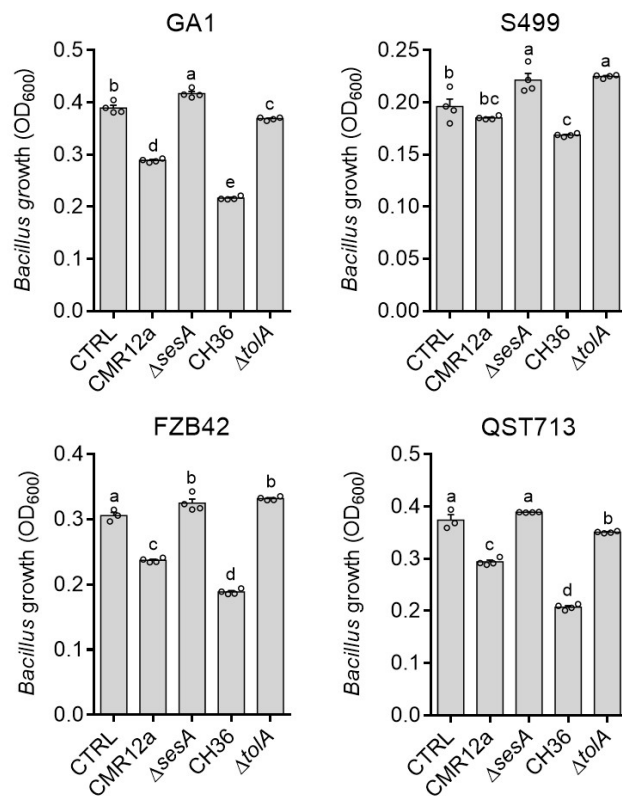 GA1
Bacillus growth (OD600)
0.5
0.4
0.3
0.2
0.1
0.0
b
d
a
e
c
CTRL
CMR12a
ΔsesA
CH36
ΔtolA
S499
Bacillus growth (OD600)
0.25
0.20
0.15
0.10
0.05
0.00
b
bc
a
c
a
CTRL
CMR12a
ΔsesA
CH36
ΔtolA
FZB42
Bacillus growth (OD600)
0.4
0.3
0.2
0.1
0.0
a
c
b
d
b
CTRL
CMR12a
ΔsesA
CH36
ΔtolA
QST713
Bacillus growth (OD600)
0.5
0.4
0.3
0.2
0.1
0.0
a
c
a
d
b
CTRL
CMR12a
ΔsesA
CH36
ΔtolA